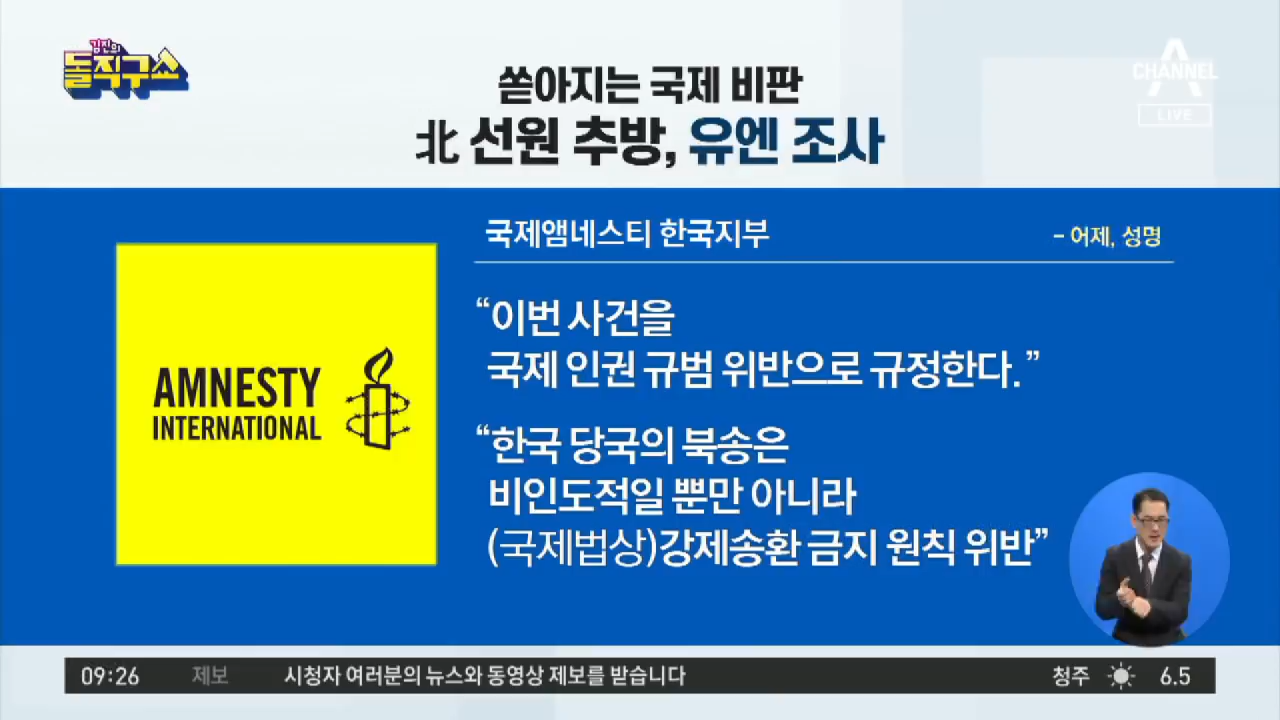 김진의
돌직구쇼
CHANNEL A
LIVE
쏟아지는 국제 비판
北 선원 추방, 유엔 조사
국제앰네스티 한국지부
- 어제, 성명
AMNESTY
INTERNATIONAL
“이번 사건을
국제 인권 규범 위반으로 규정한다.”
“한국 당국의 북송은
비인도적일 뿐만 아니라
(국제법상)강제송환 금지 원칙 위반”
09:26 제보 시청자 여러분의 뉴스와 동영상 제보를 받습니다 청주 6.5